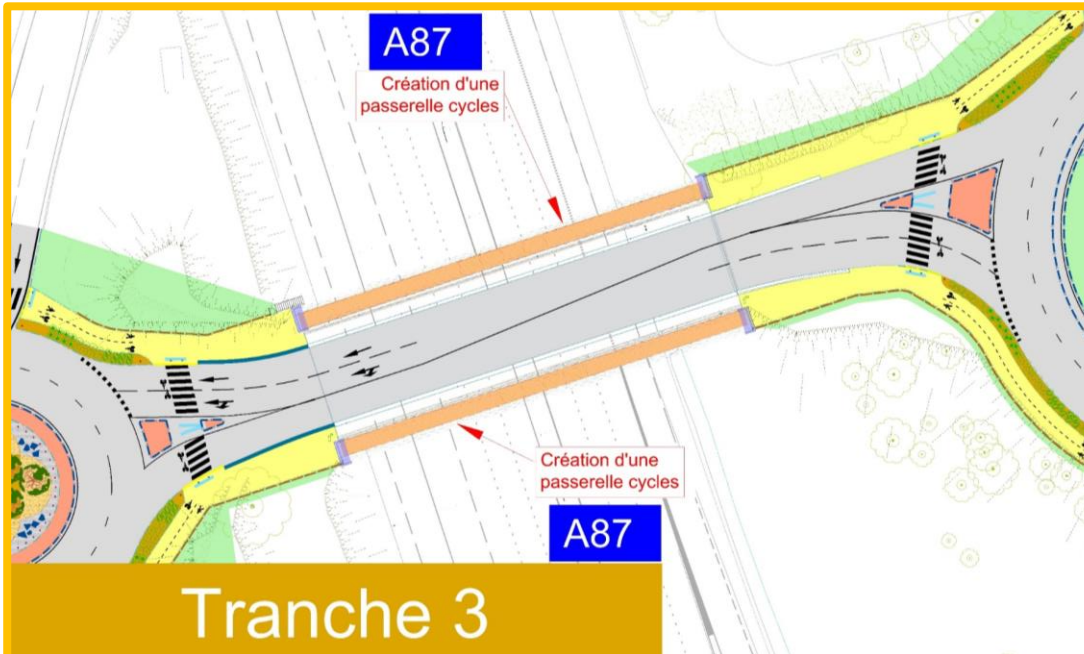 A87
Création d'une
passerelle cycles
Création d'une
passerelle cycles
A87
Tranche 3